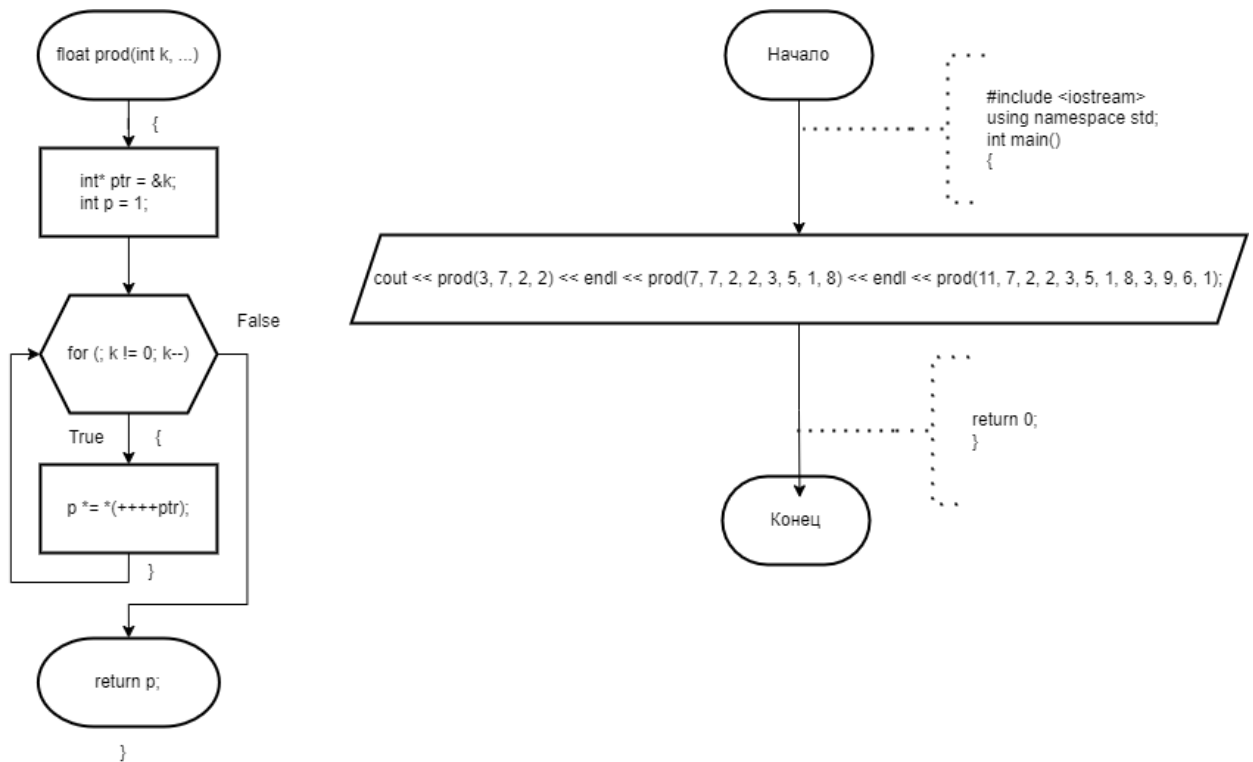 float prod(int k, ...)
{
int* ptr = &k;
int p = 1;
for (; k != 0; k--)
False
True
{
p *= *(++++ptr);
}
return p;
}
Начало
#include <iostream>
using namespace std;
int main()
{
cout << prod(3, 7, 2, 2) << endl << prod(7, 7, 2, 2, 3, 5, 1, 8) << endl << prod(11, 7, 2, 2, 3, 5, 1, 8, 3, 9, 6, 1);
return 0;
}
Конец